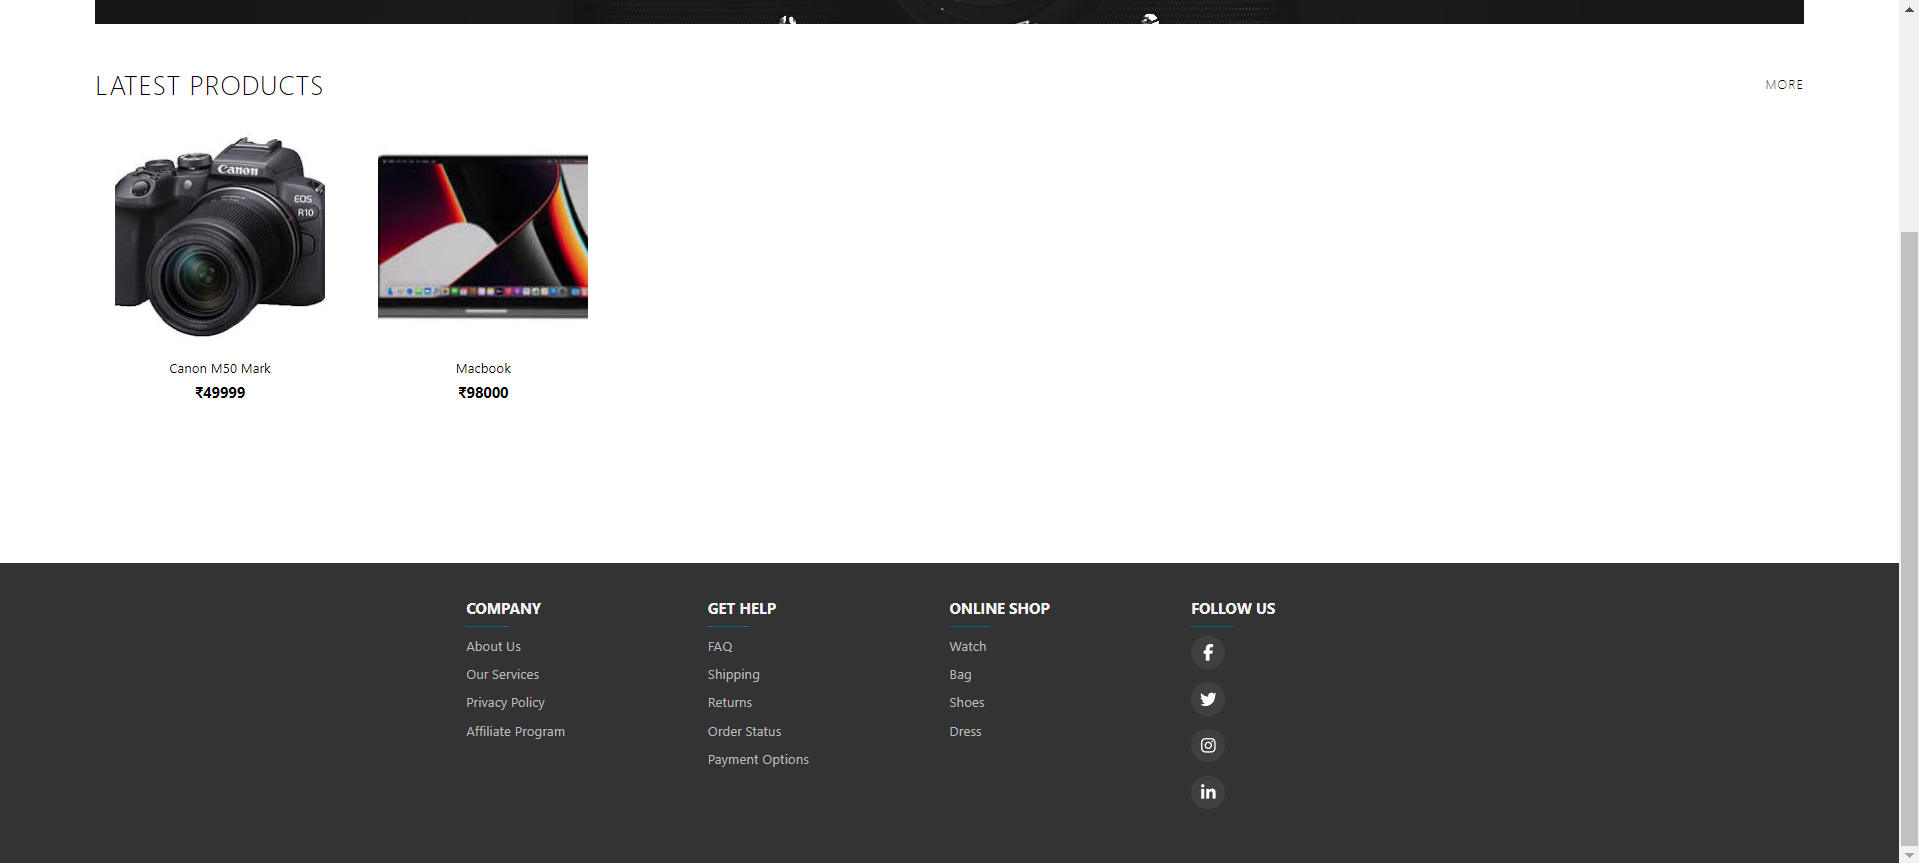 LATEST PRODUCTS
MORE
Canon
EOS
R10
Canon M50 Mark
₹49999
Macbook
₹98000
COMPANY
About Us
Our Services
Privacy Policy
Affiliate Program
GET HELP
FAQ
Shipping
Returns
Order Status
Payment Options
ONLINE SHOP
Watch
Bag
Shoes
Dress
FOLLOW US